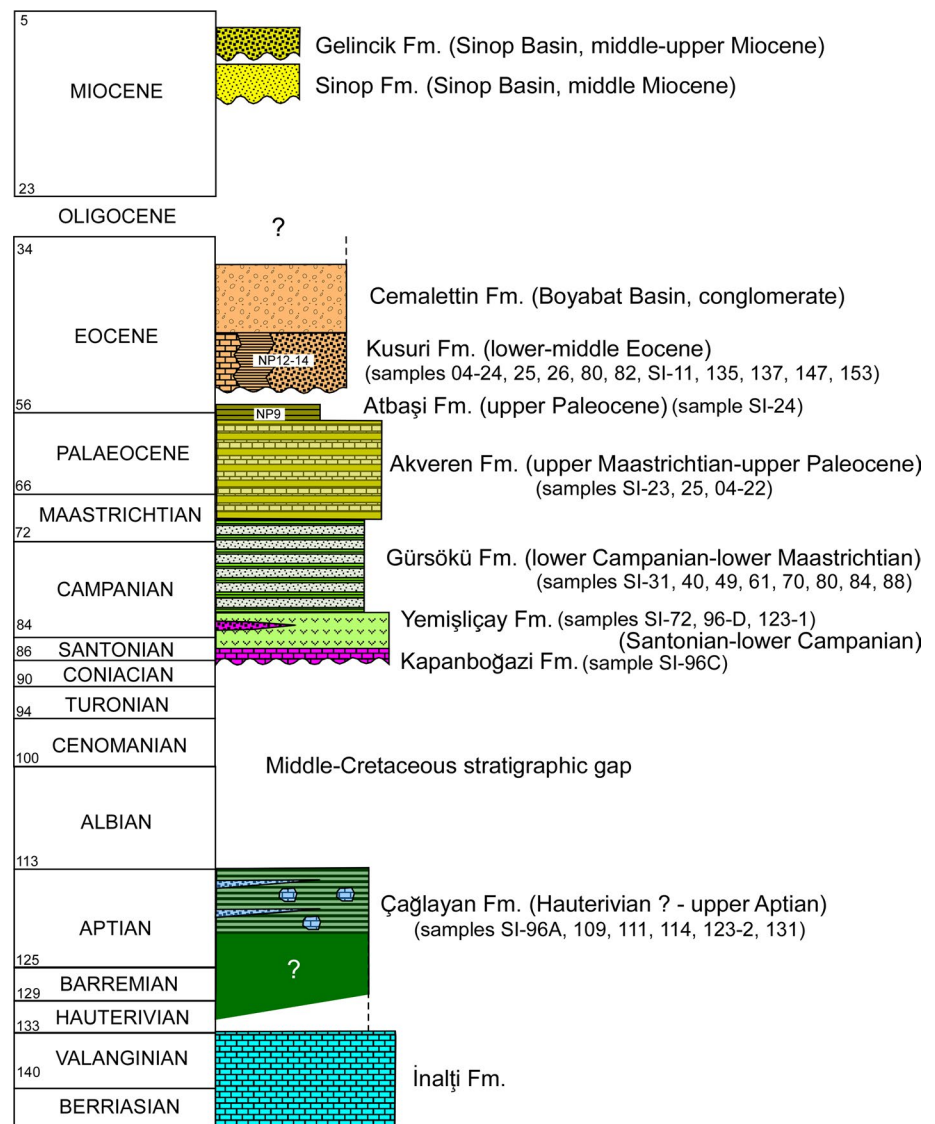 5
Gelincik Fm. (Sinop Basin, middle-upper Miocene)
MIOCENE
Sinop Fm. (Sinop Basin, middle Miocene)
23
OLIGOCENE
?
34
Cemalettin Fm. (Boyabat Basin, conglomerate)
EOCENE
Kusuri Fm. (lower-middle Eocene)
NP12-14
(samples 04-24, 25, 26, 80, 82, SI-11, 135, 137, 147, 153)
56
NP9
Atbaşi Fm. (upper Paleocene) (sample SI-24)
PALAEOCENE
Akveren Fm. (upper Maastrichtian-upper Paleocene)
66
(samples SI-23, 25, 04-22)
MAASTRICHTIAN
72
Gürsökü Fm. (lower Campanian-lower Maastrichtian)
CAMPANIAN
(samples SI-31, 40, 49, 61, 70, 80, 84, 88)
84
Yemişliçay Fm. (samples SI-72, 96-D, 123-1)
(Santonian-lower Campanian)
SANTONIAN
86
Kapanboğazi Fm. (sample SI-96C)
CONIACIAN
90
TURONIAN
94
CENOMANIAN
100
Middle-Cretaceous stratigraphic gap
ALBIAN
113
Çağlayan Fm. (Hauterivian ? - upper Aptian)
APTIAN
(samples SI-96A, 109, 111, 114, 123-2, 131)
125
?
BARREMIAN
129
HAUTERIVIAN
133
VALANGINIAN
140
İnalţi Fm.
BERRIASIAN